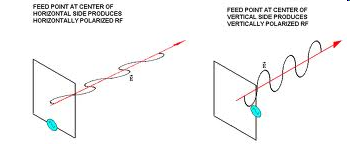 FEED POINT AT CENTER OF
HORIZONTAL SIDE PRODUCES
HORIZONTALLY POLARIZED RF
FEED POINT AT CENTER OF
VERTICAL SIDE PRODUCES
VERTICALLY POLARIZED RF